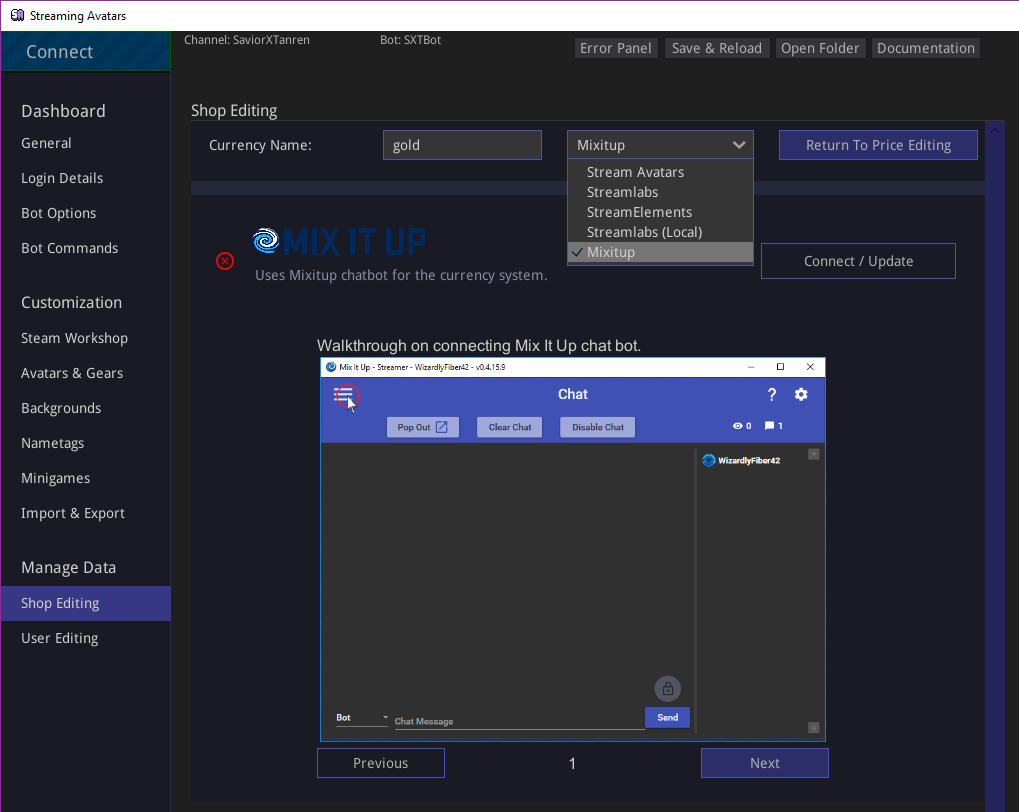 Streaming Avatars
Connect
Channel: SaviorXTanren
Bot: SXTBot
Error Panel
Save & Reload
Open Folder
Documentation
Dashboard
General
Login Details
Bot Options
Bot Commands
Customization
Steam Workshop
Avatars & Gears
Backgrounds
Nametags
Minigames
Import & Export
Manage Data
Shop Editing
User Editing
Shop Editing
Currency Name:
gold
Mixitup
Return To Price Editing
Stream Avatars
Streamlabs
StreamElements
Streamlabs (Local)
Mixitup
MIX IT UP
Uses Mixitup chatbot for the currency system.
Connect / Update
Walkthrough on connecting Mix It Up chat bot.
Mix It Up - Streamer - WizardlyFiber42 - v0.4.15.9
Chat
?
Pop Out
Clear Chat
Disable Chat
0
1
WizardlyFiber42
Bot
Chat Message
Send
Previous
1
Next